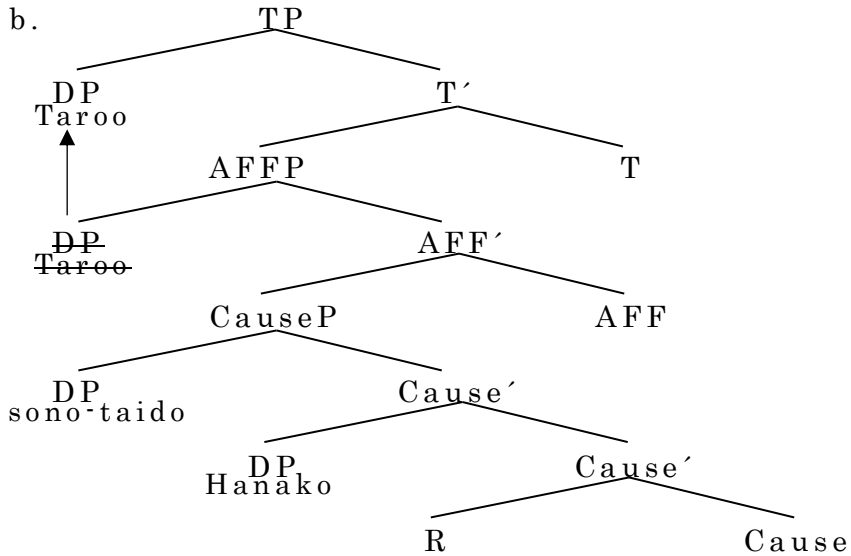 b.
TP
DP
Taroo
T´
AFFP
T
DP
Taroo
AFF´
CauseP
AFF
DP
sono-taido
Cause´
DP
Hanako
Cause´
R
Cause